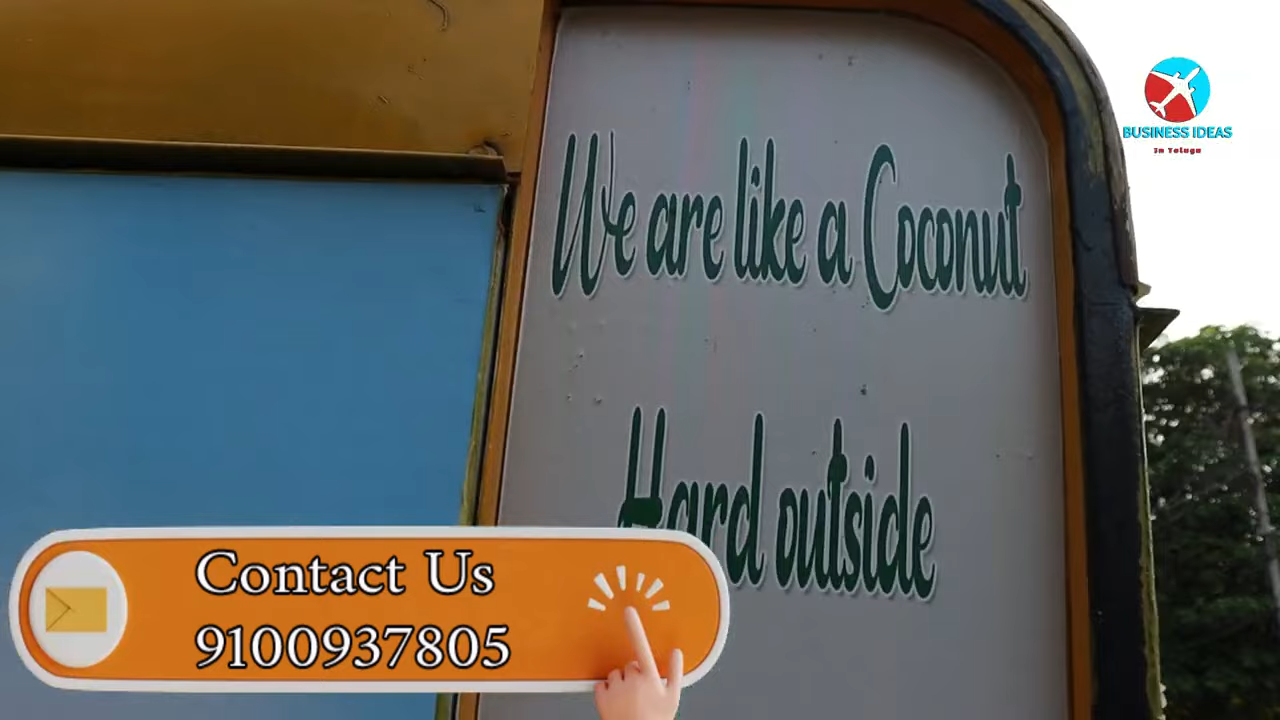 We are like a Coconut
Hard outside
BUSINESS IDEAS
In Telugu
Contact Us
9100937805